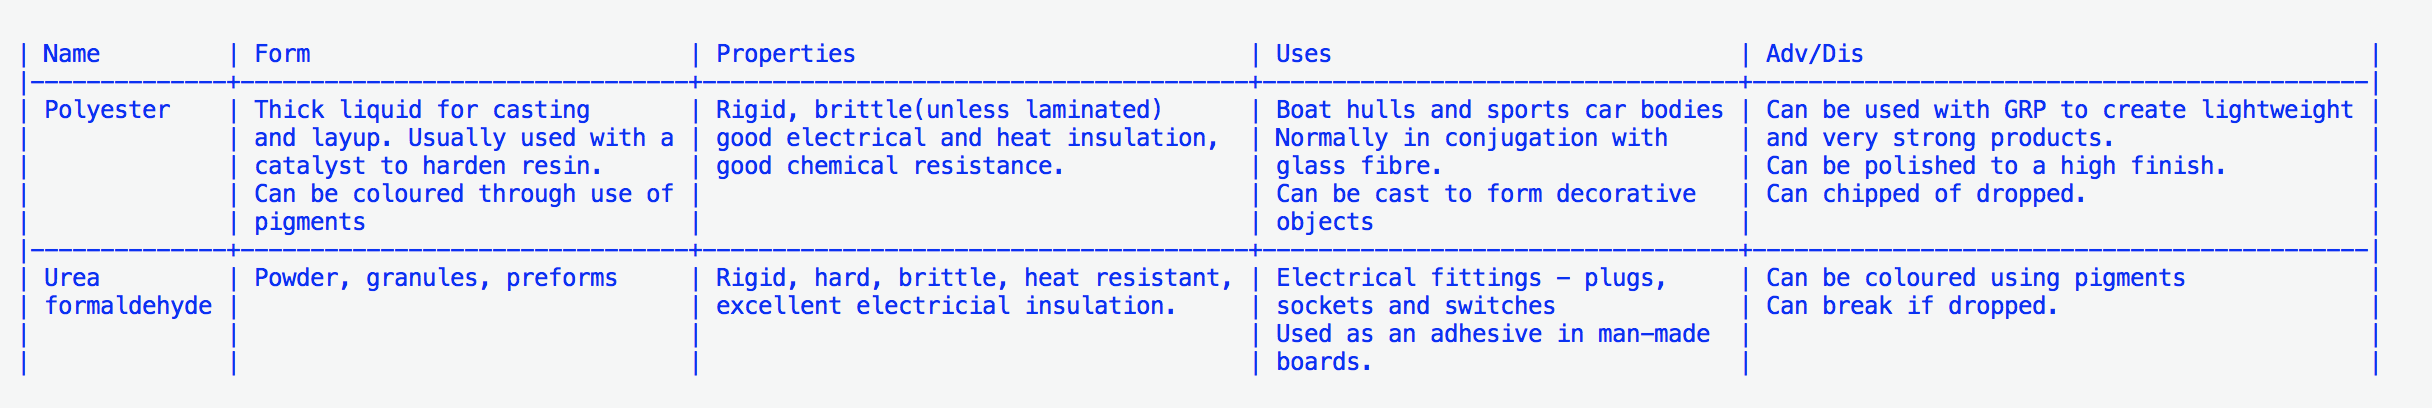 | Name | Form | Properties | Uses | Adv/Dis |
|--------------+--------------------------------+---------------------------------------+----------------------------------+--------------------------------------------|
| Polyester | Thick liquid for casting | Rigid, brittle(unless laminated) | Boat hulls and sports car bodies | Can be used with GRP to create lightweight |
| | and layup. Usually used with a | good electrical and heat insulation, | Normally in conjugation with | and very strong products. |
| | catalyst to harden resin. | good chemical resistance. | glass fibre. | Can be polished to a high finish. |
| | Can be coloured through use of | | Can be cast to form decorative | Can chipped of dropped. |
| | pigments | | objects | |
|--------------+--------------------------------+---------------------------------------+----------------------------------+--------------------------------------------|
| Urea | Powder, granules, preforms | Rigid, hard, brittle, heat resistant, | Electrical fittings - plugs, | Can be coloured using pigments |
| formaldehyde | | excellent electricial insulation. | sockets and switches | Can break if dropped. |
| | | | Used as an adhesive in man-made | |
| | | | boards. | |